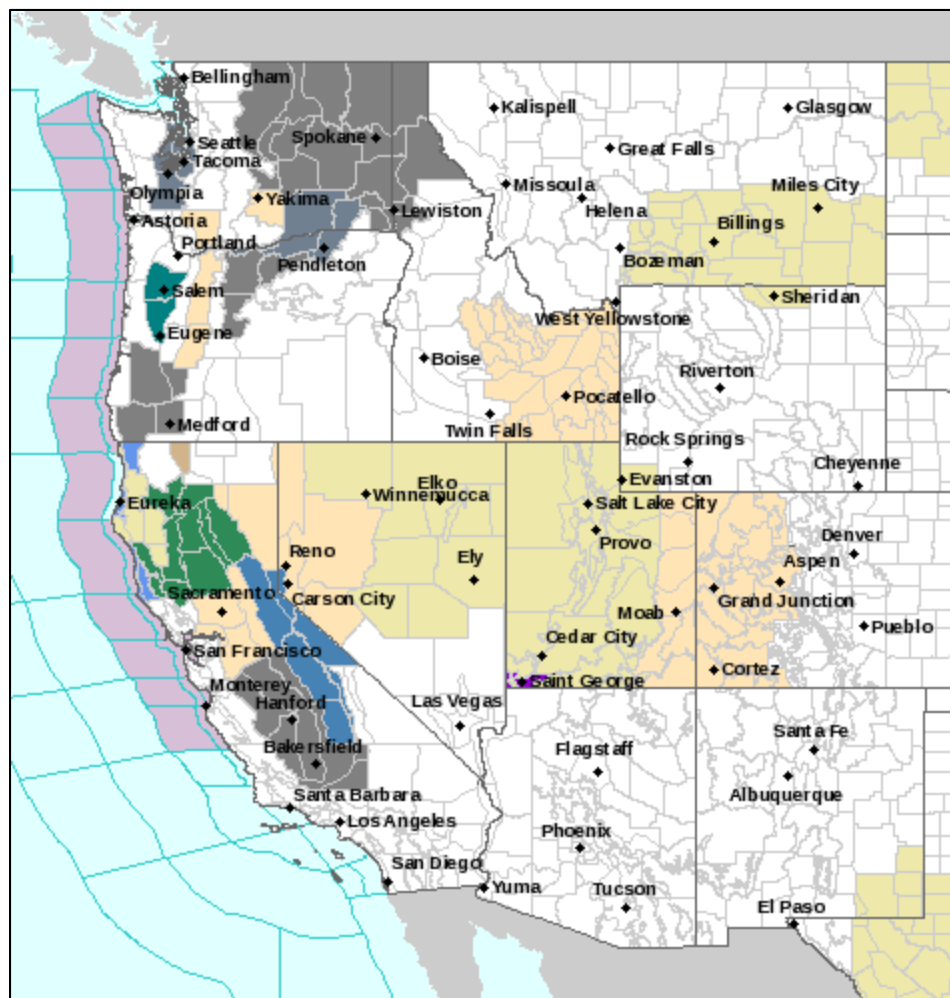 Bellingham
Kalispell
Glasgow
Seattle
Spokane
Great Falls
Tacoma
Olympia
Yakima
Missoula
Miles City
Astoria
Lewiston
Helena
Billings
Portland
Pendleton
Bozeman
Salem
Sheridan
West Yellowstone
Eugene
Boise
Riverton
Pocatello
Medford
Twin Falls
Rock Springs
Cheyenne
Elko
Evanston
Eureka
Winnemucca
Salt Lake City
Provo
Denver
Reno
Ely
Aspen
Sacramento
Carson City
Moab
Grand Junction
Pueblo
Cedar City
San Francisco
Cortez
Saint George
Monterey
Hanford
Las Vegas
Bakersfield
Flagstaff
Santa Fe
Santa Barbara
Albuquerque
Los Angeles
Phoenix
San Diego
Yuma
Tucson
El Paso